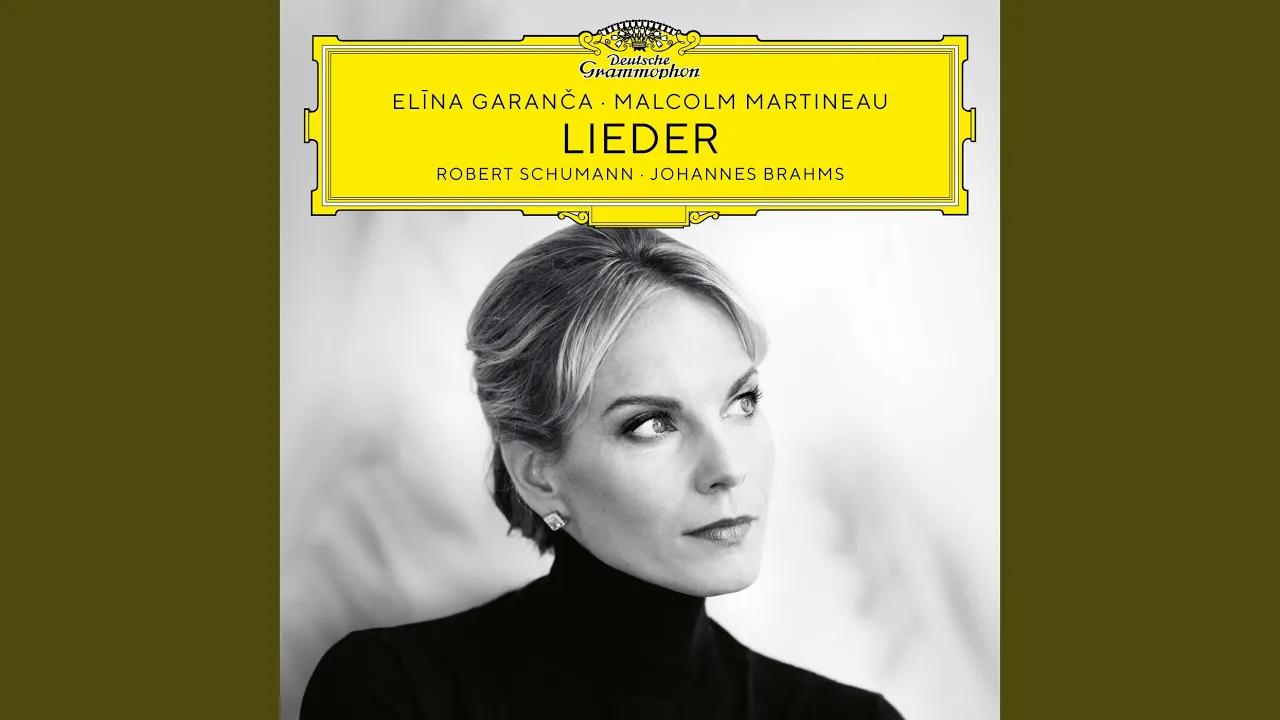 Deutsche
Grammophon
ELĪNA GARANČA · MALCOLM MARTINEAU
LIEDER
ROBERT SCHUMANN · JOHANNES BRAHMS